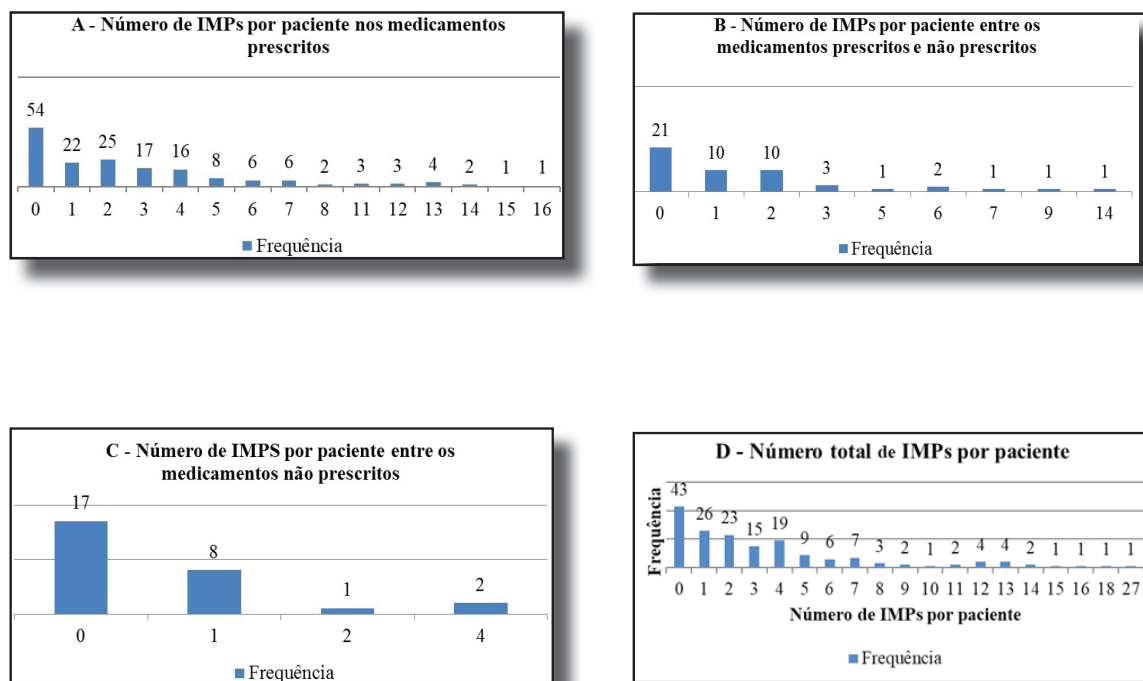 A - Número de IMPs por paciente nos medicamentos
prescritos
54
22 25 17 16 8 6 6 2 3 3 4 2 1 1
0 1 2 3 4 5 6 7 8 11 12 13 14 15 16
Frequência
B - Número de IMPs por paciente entre os
medicamentos prescritos e não prescritos
21
10 10 3 1 2 1 1 1
0 1 2 3 5 6 7 9 14
Frequência
C - Número de IMPS por paciente entre os
medicamentos não prescritos
17
8 1 2
0 1 2 4
Frequência
D - Número total de IMPs por paciente
Frequência
43
26 23 15 19 9 6 7 3 2 1 2 4 4 2 1 1 1 1
0 1 2 3 4 5 6 7 8 9 10 11 12 13 14 15 16 18 27
Número de IMPs por paciente
Frequência